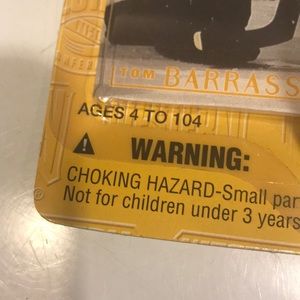 TOM BARRASS
AGES 4 TO 104
WARNING:
CHOKING HAZARD-Small par
Not for children under 3 years